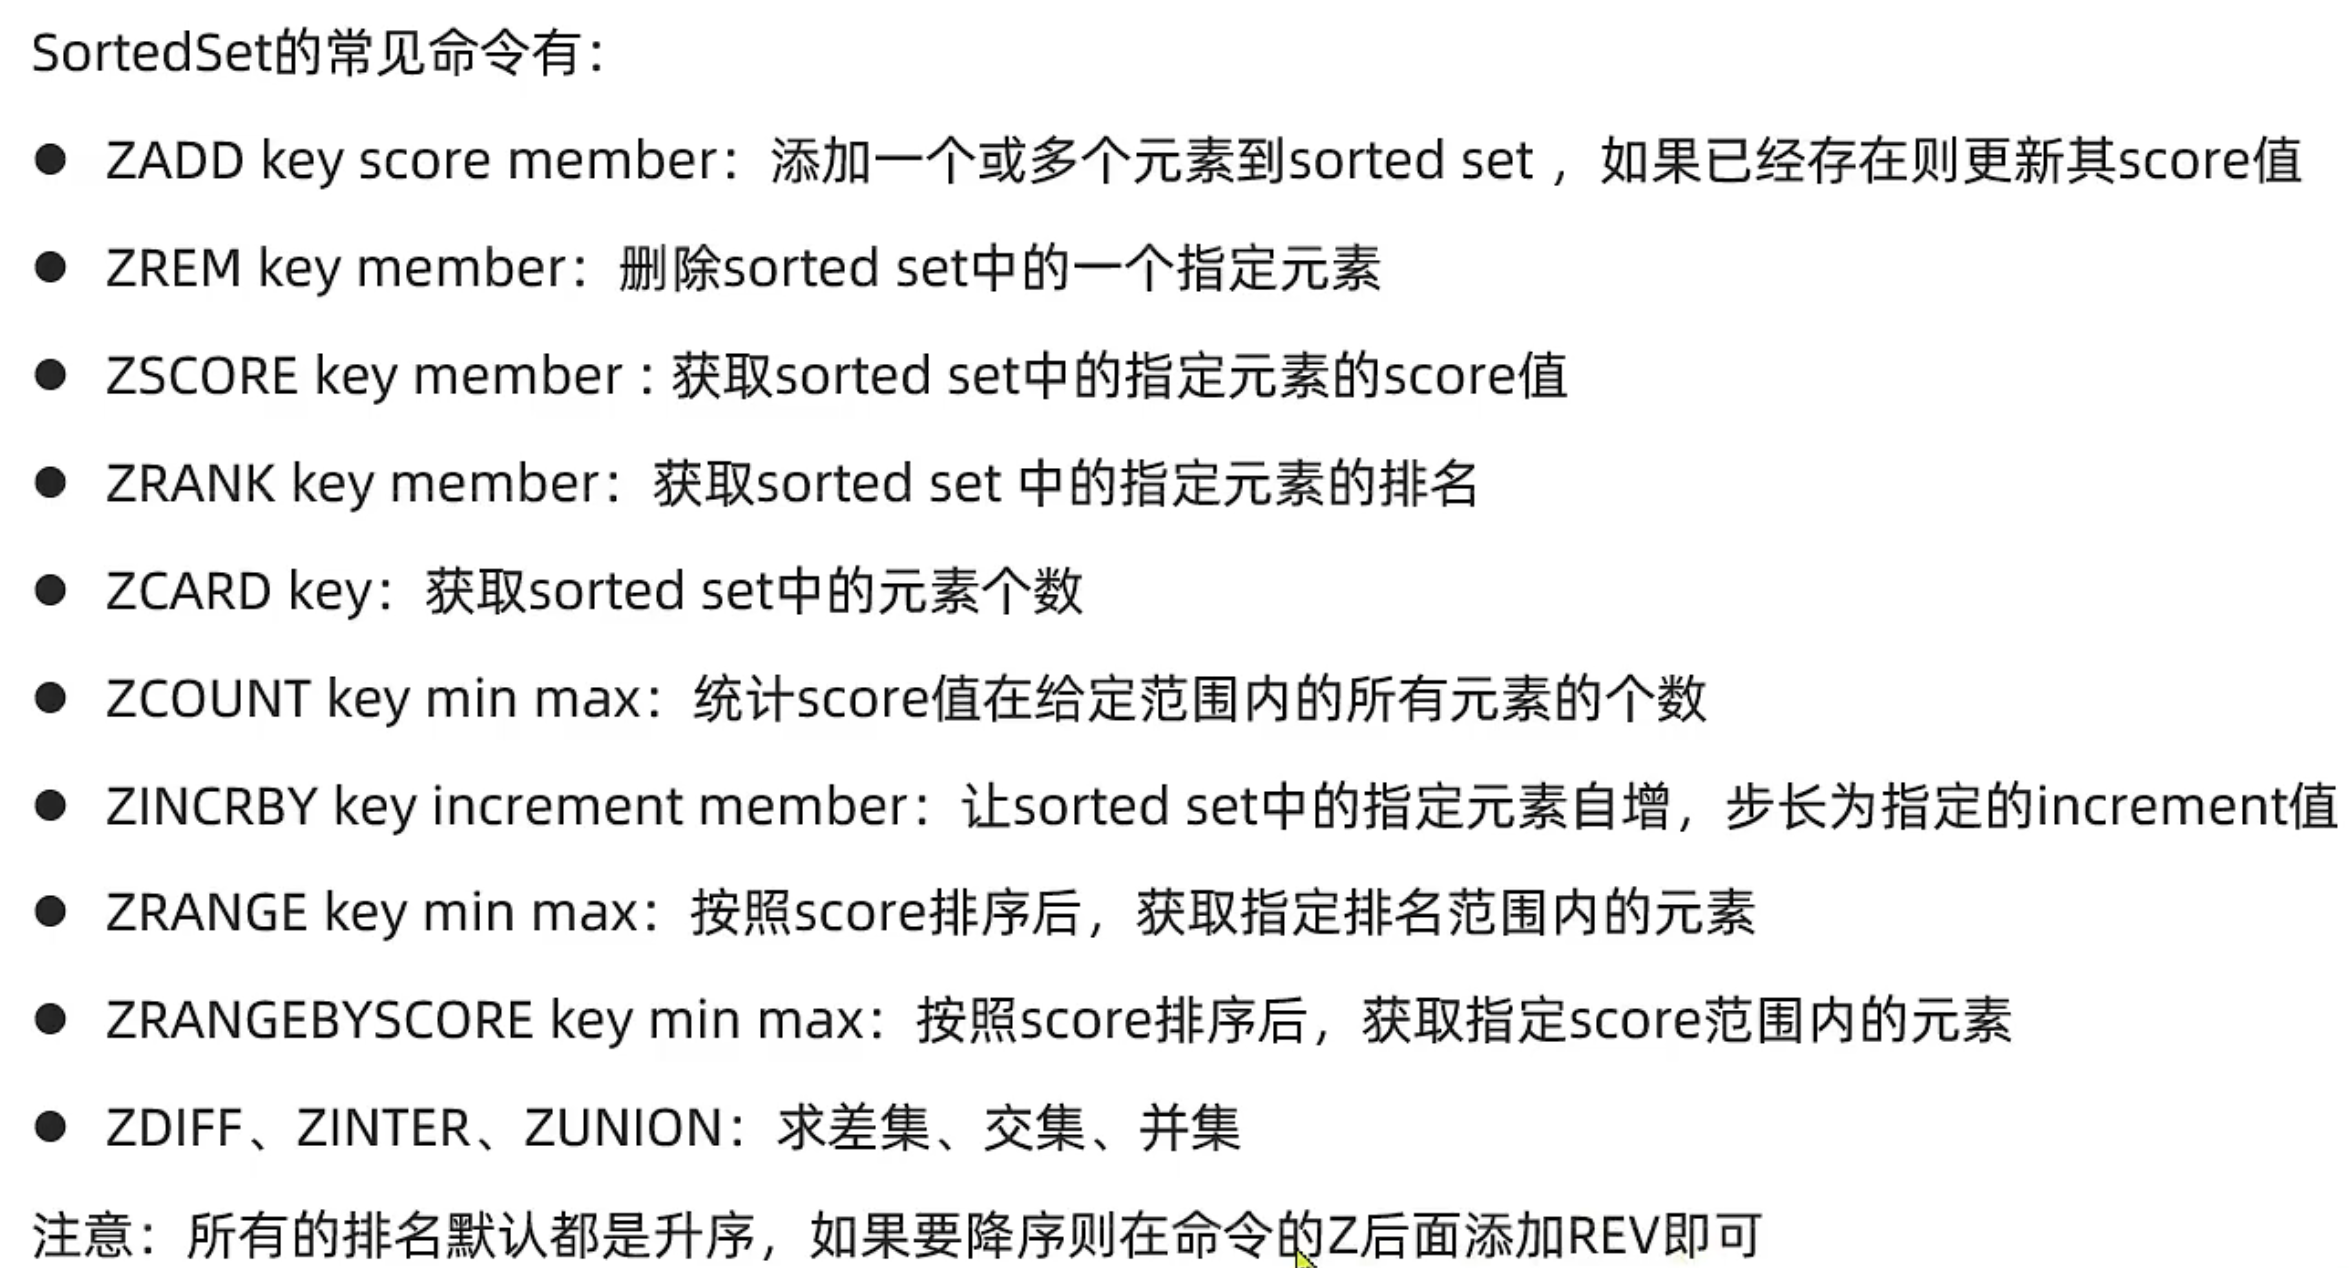 SortedSet的常见命令有：
● ZADD key score member：添加一个或多个元素到sorted set ，如果已经存在则更新其score值
● ZREM key member：删除sorted set中的一个指定元素
● ZSCORE key member : 获取sorted set中的指定元素的score值
● ZRANK key member：获取sorted set 中的指定元素的排名
● ZCARD key：获取sorted set中的元素个数
● ZCOUNT key min max：统计score值在给定范围内的所有元素的个数
● ZINCRBY key increment member：让sorted set中的指定元素自增，步长为指定的increment值
● ZRANGE key min max：按照score排序后，获取指定排名范围内的元素
● ZRANGEBYSCORE key min max：按照score排序后，获取指定score范围内的元素
● ZDIFF、ZINTER、ZUNION：求差集、交集、并集
注意：所有的排名默认都是升序，如果要降序则在命令的Z后面添加REV即可